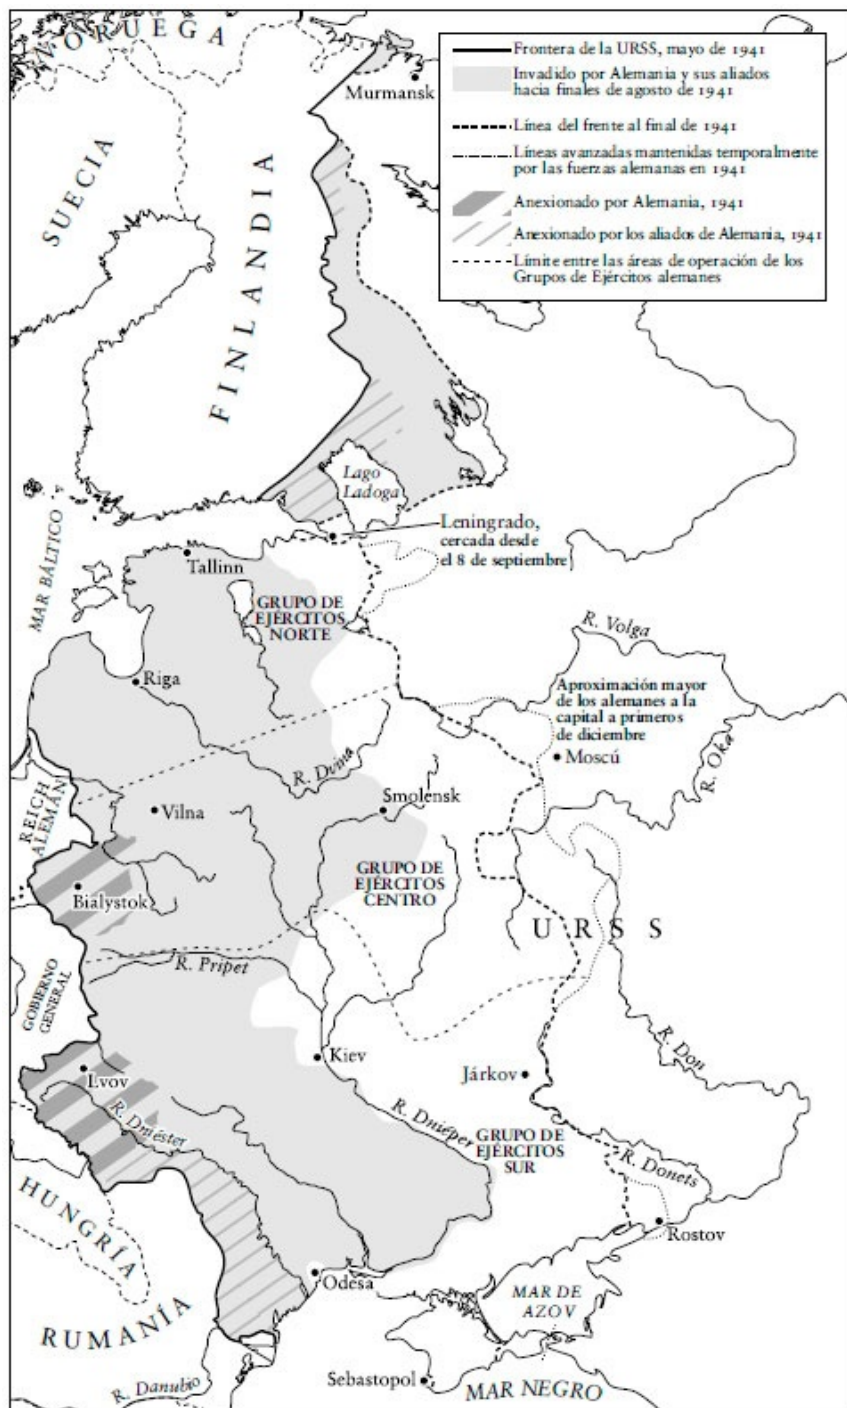 NORUEGA
SUECIA
FINLANDIA
Murmansk
Frontera de la URSS, mayo de 1941
Invadido por Alemania y sus aliados
hacia finales de agosto de 1941
Línea del frente al final de 1941
Líneas avanzadas mantenidas temporalmente
por las fuerzas alemanas en 1941
Anexionado por Alemania, 1941
Anexionado por los aliados de Alemania, 1941
Límite entre las áreas de operación de los
Grupos de Ejércitos alemanes
Lago
Ladoga
Leningrado,
cercada desde
el 8 de septiembre
MAR BÁLTICO
Tallinn
GRUPO DE
EJÉRCITOS
NORTE
R. Volga
Riga
Aproximación mayor
de los alemanes a la
capital a primeros
de diciembre
Moscú
R. Oka
R. Dvina
REICH
ALEMÁN
Vilna
Smolensk
GRUPO DE
EJÉRCITOS
CENTRO
Bialystok
URSS
R. Pripet
GOBIERNO
GENERAL
Kiev
Lvov
Járkov
R. Don
R. Dniéster
R. Dniéper
GRUPO DE
EJÉRCITOS
SUR
R. Donets
HUNGRÍA
Rostov
Odesa
MAR DE
AZOV
RUMANÍA
R. Danubio
Sebastopol
MAR NEGRO